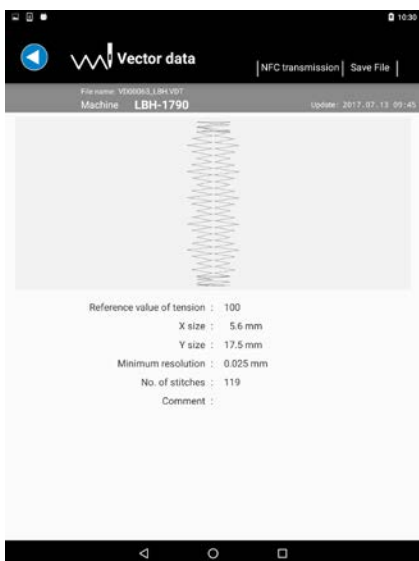 10:30
Vector data
NFC transmission
Save File
File name: VD00063_LBH.VDT
Machine LBH-1790
Update: 2017.07.13 09:45
Reference value of tension : 100
X size : 5.6 mm
Y size : 17.5 mm
Minimum resolution : 0.025 mm
No. of stitches : 119
Comment :